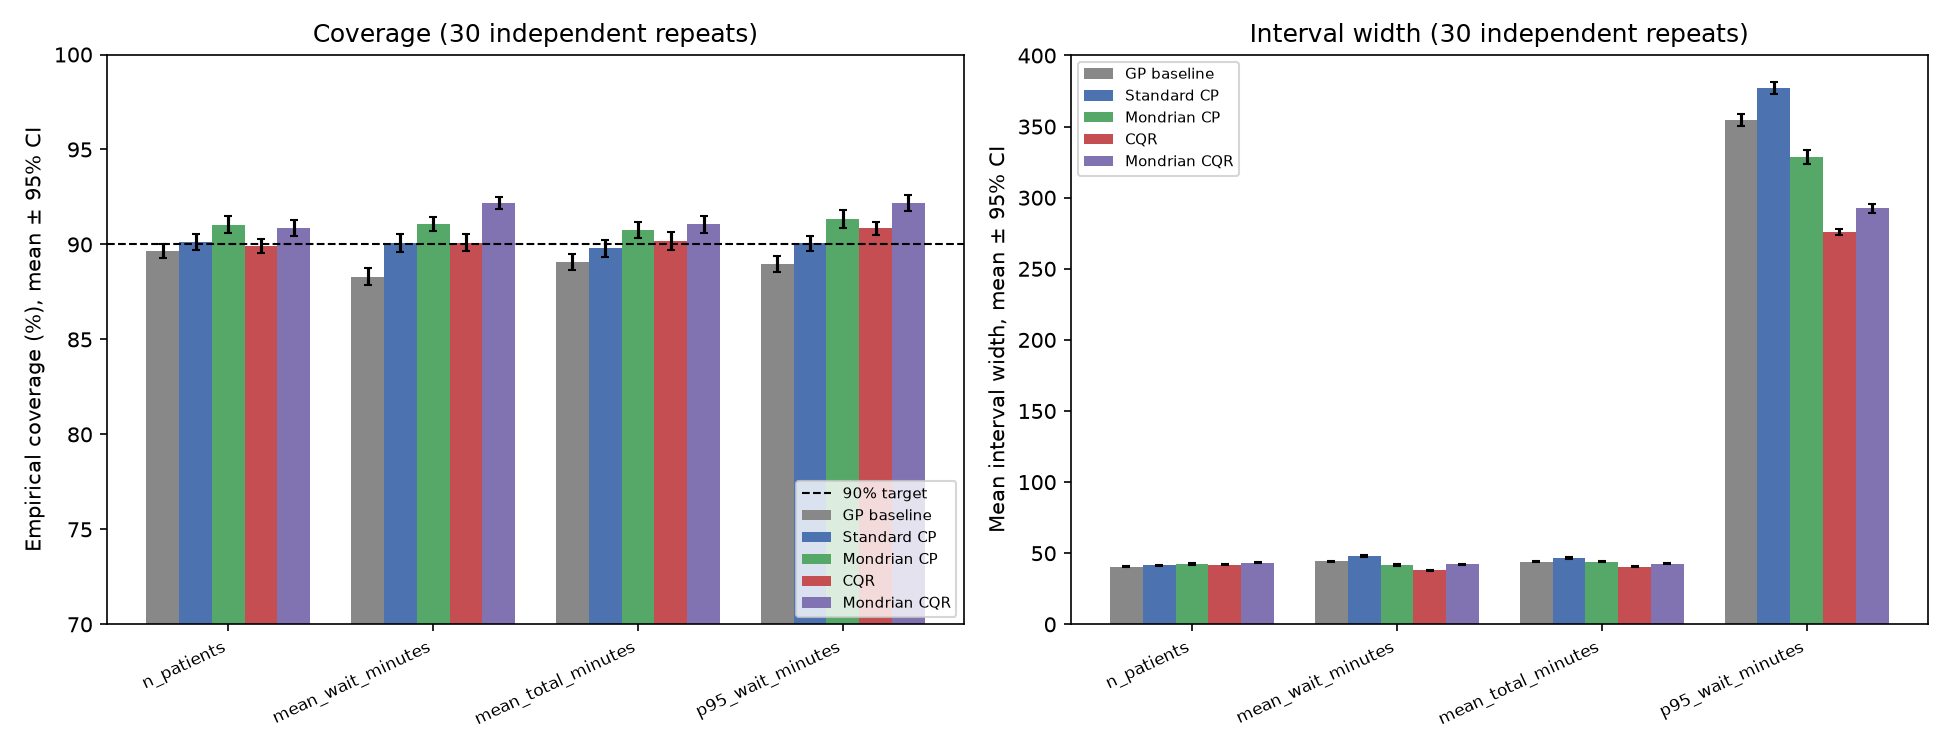 Coverage (30 independent repeats)
Empirical coverage (%), mean ± 95% CI
100
95
90
85
80
75
70
90% target
GP baseline
Standard CP
Mondrian CP
CQR
Mondrian CQR
n_patients
mean_wait_minutes
mean_total_minutes
p95_wait_minutes
Interval width (30 independent repeats)
Mean interval width, mean ± 95% CI
400
350
300
250
200
150
100
50
0
GP baseline
Standard CP
Mondrian CP
CQR
Mondrian CQR
n_patients
mean_wait_minutes
mean_total_minutes
p95_wait_minutes